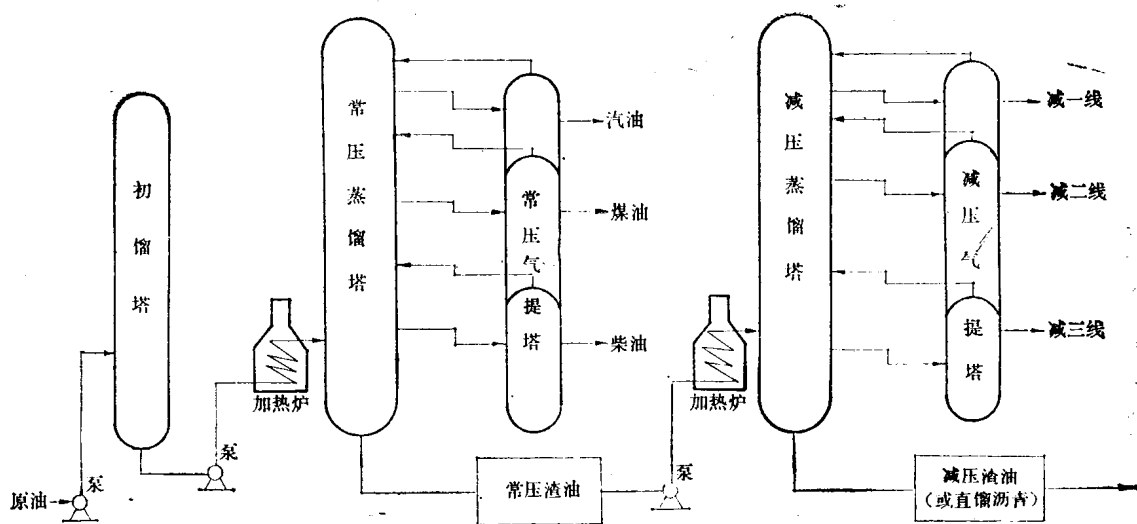 原油
泵
初馏塔
泵
加热炉
常压蒸馏塔
常压气提塔
汽油
煤油
柴油
常压渣油
泵
加热炉
减压蒸馏塔
减压气提塔
减一线
减二线
减三线
减压渣油
(或直馏沥青)